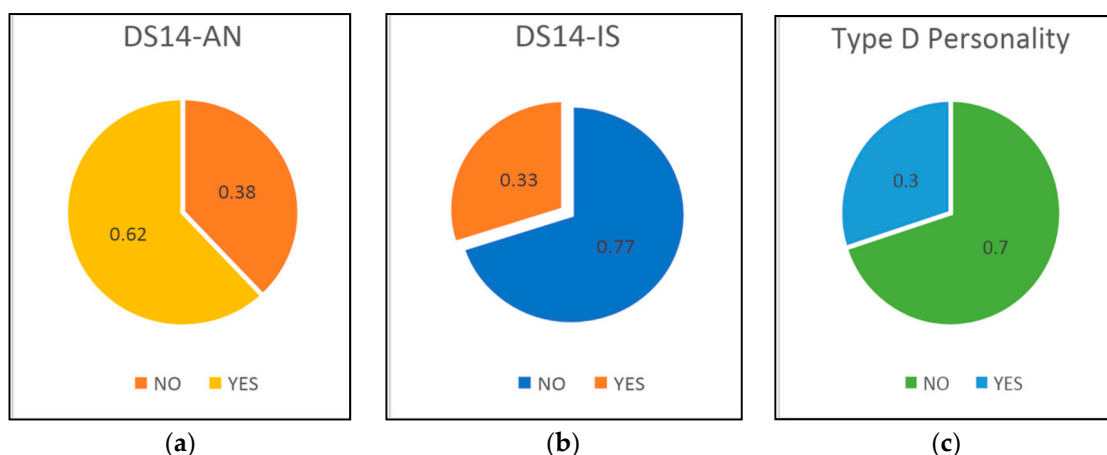 DS14-AN
0.38
0.62
NO YES
(a)
DS14-IS
0.33
0.77
NO YES
(b)
Type D Personality
0.3
0.7
NO YES
(c)